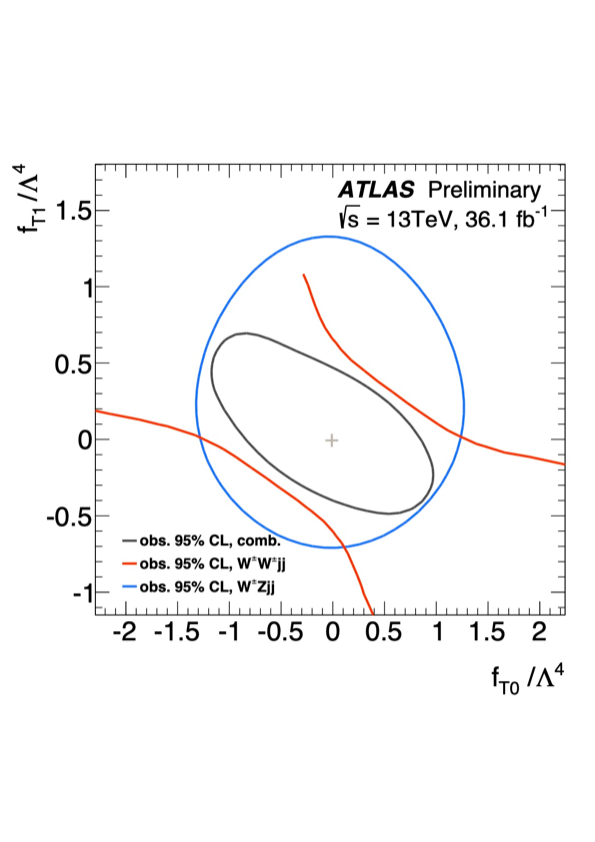 ATLAS Preliminary
√s = 13TeV, 36.1 fb⁻¹
f_T1 /Λ⁴
1.5
1
0.5
0
-0.5
-1
obs. 95% CL, comb.
obs. 95% CL, W±W±jj
obs. 95% CL, W±Zjj
-2 -1.5 -1 -0.5 0 0.5 1 1.5 2
f_T0 /Λ⁴